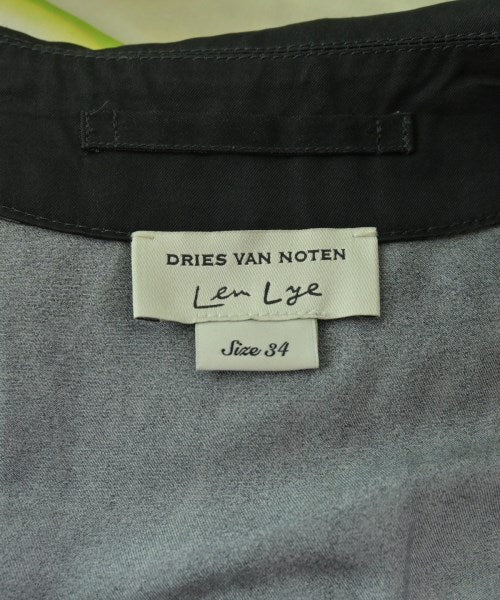 DRIES VAN NOTEN
Len Lye
Size 34